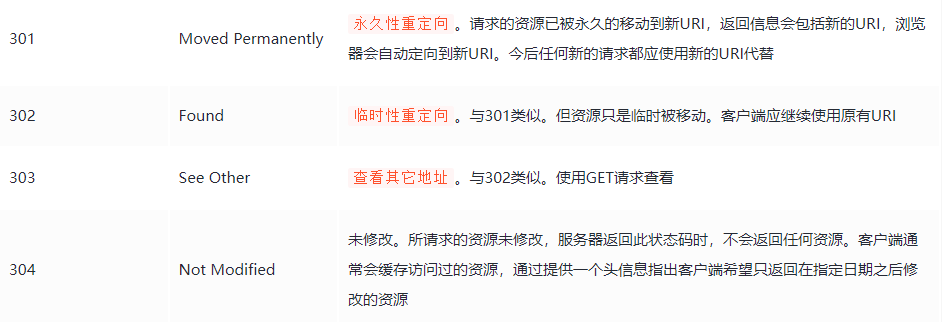 301 Moved Permanently 永久性重定向 。请求的资源已被永久的移动到新URI，返回信息会包括新的URI，浏览
器会自动定向到新URI。今后任何新的请求都应使用新的URI代替
302 Found 临时性重定向 。与301类似。但资源只是临时被移动。客户端应继续使用原有URI
303 See Other 查看其它地址 。与302类似。使用GET请求查看
304 Not Modified 未修改。所请求的资源未修改，服务器返回此状态码时，不会返回任何资源。客户端通
常会缓存访问过的资源，通过提供一个头信息指出客户端希望只返回在指定日期之后修
改的资源